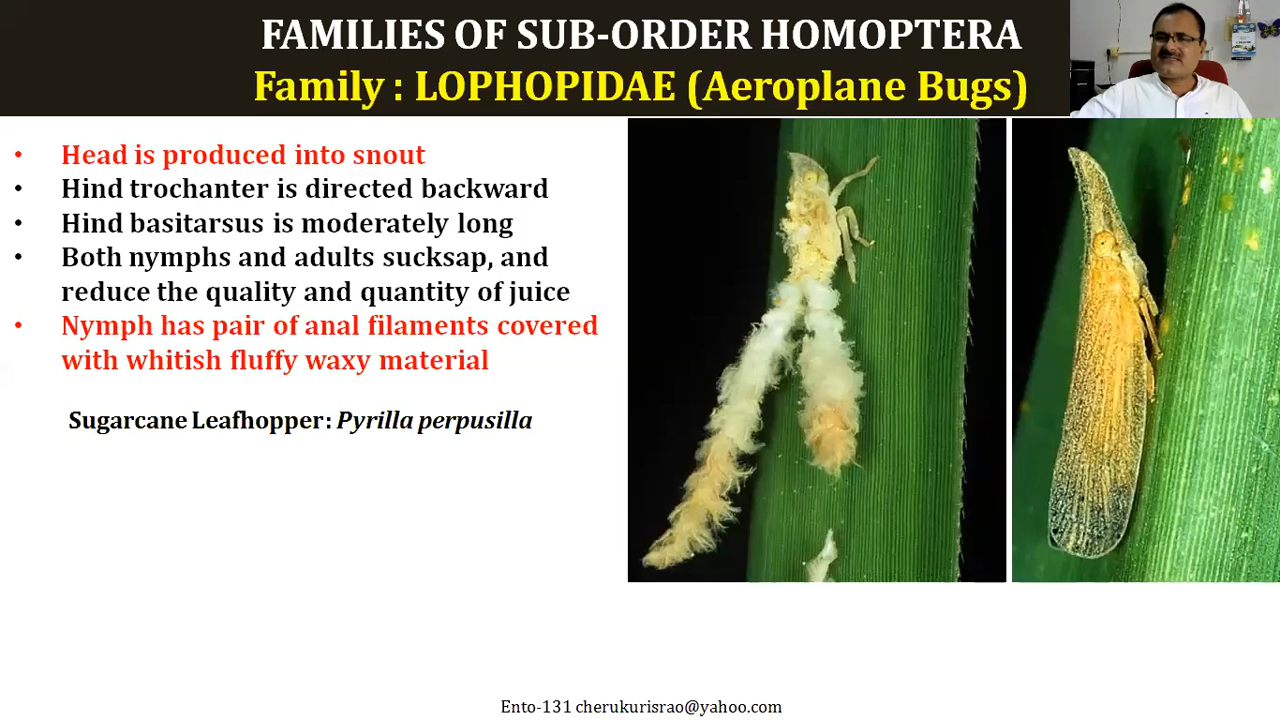 FAMILIES OF SUB-ORDER HOMOPTERA
Family : LOPHOPIDAE (Aeroplane Bugs)
• Head is produced into snout
• Hind trochanter is directed backward
• Hind basitarsus is moderately long
• Both nymphs and adults sucksap, and
reduce the quality and quantity of juice
• Nymph has pair of anal filaments covered
with whitish fluffy waxy material
Sugarcane Leafhopper : Pyrilla perpusilla
Ento-131 cherukurisrao@yahoo.com